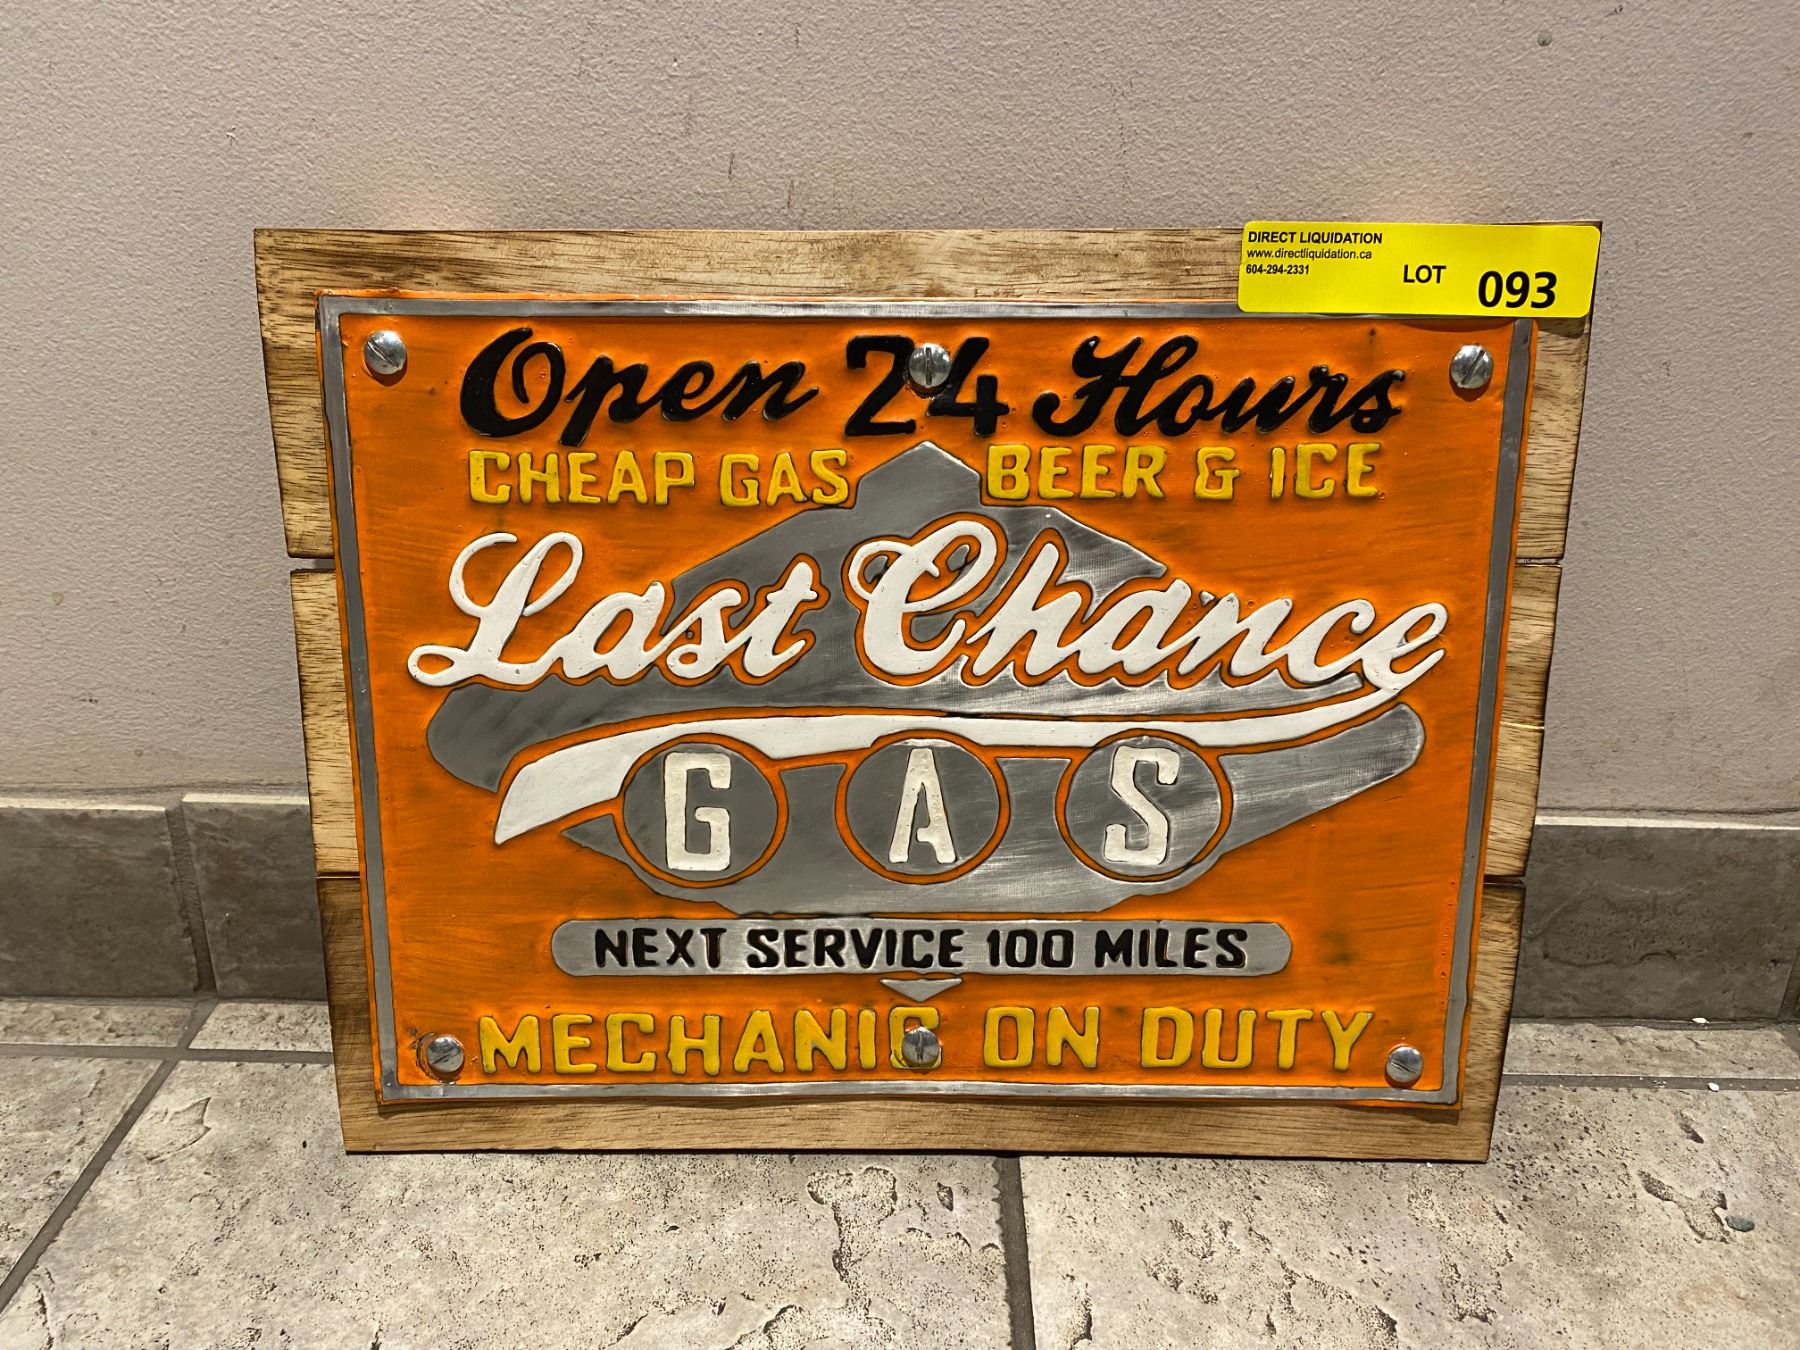 DIRECT LIQUIDATION
www.directliquidation.ca
604-294-2331
LOT 093
Open 24 Hours
CHEAP GAS BEER & ICE
Last Chance
GAS
NEXT SERVICE 100 MILES
MECHANIC ON DUTY